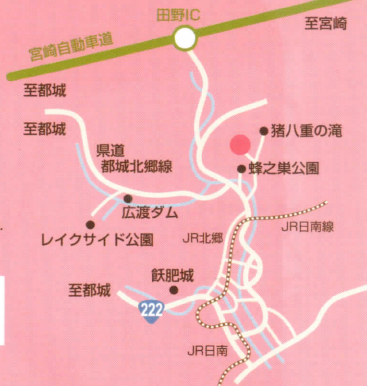 田野IC
至宮崎
宮崎自動車道
至都城
至都城
県道
都城北郷線
猪八重の滝
蜂之巣公園
広渡ダム
レイクサイド公園
JR北郷
JR日南線
飫肥城
至都城
222
JR日南